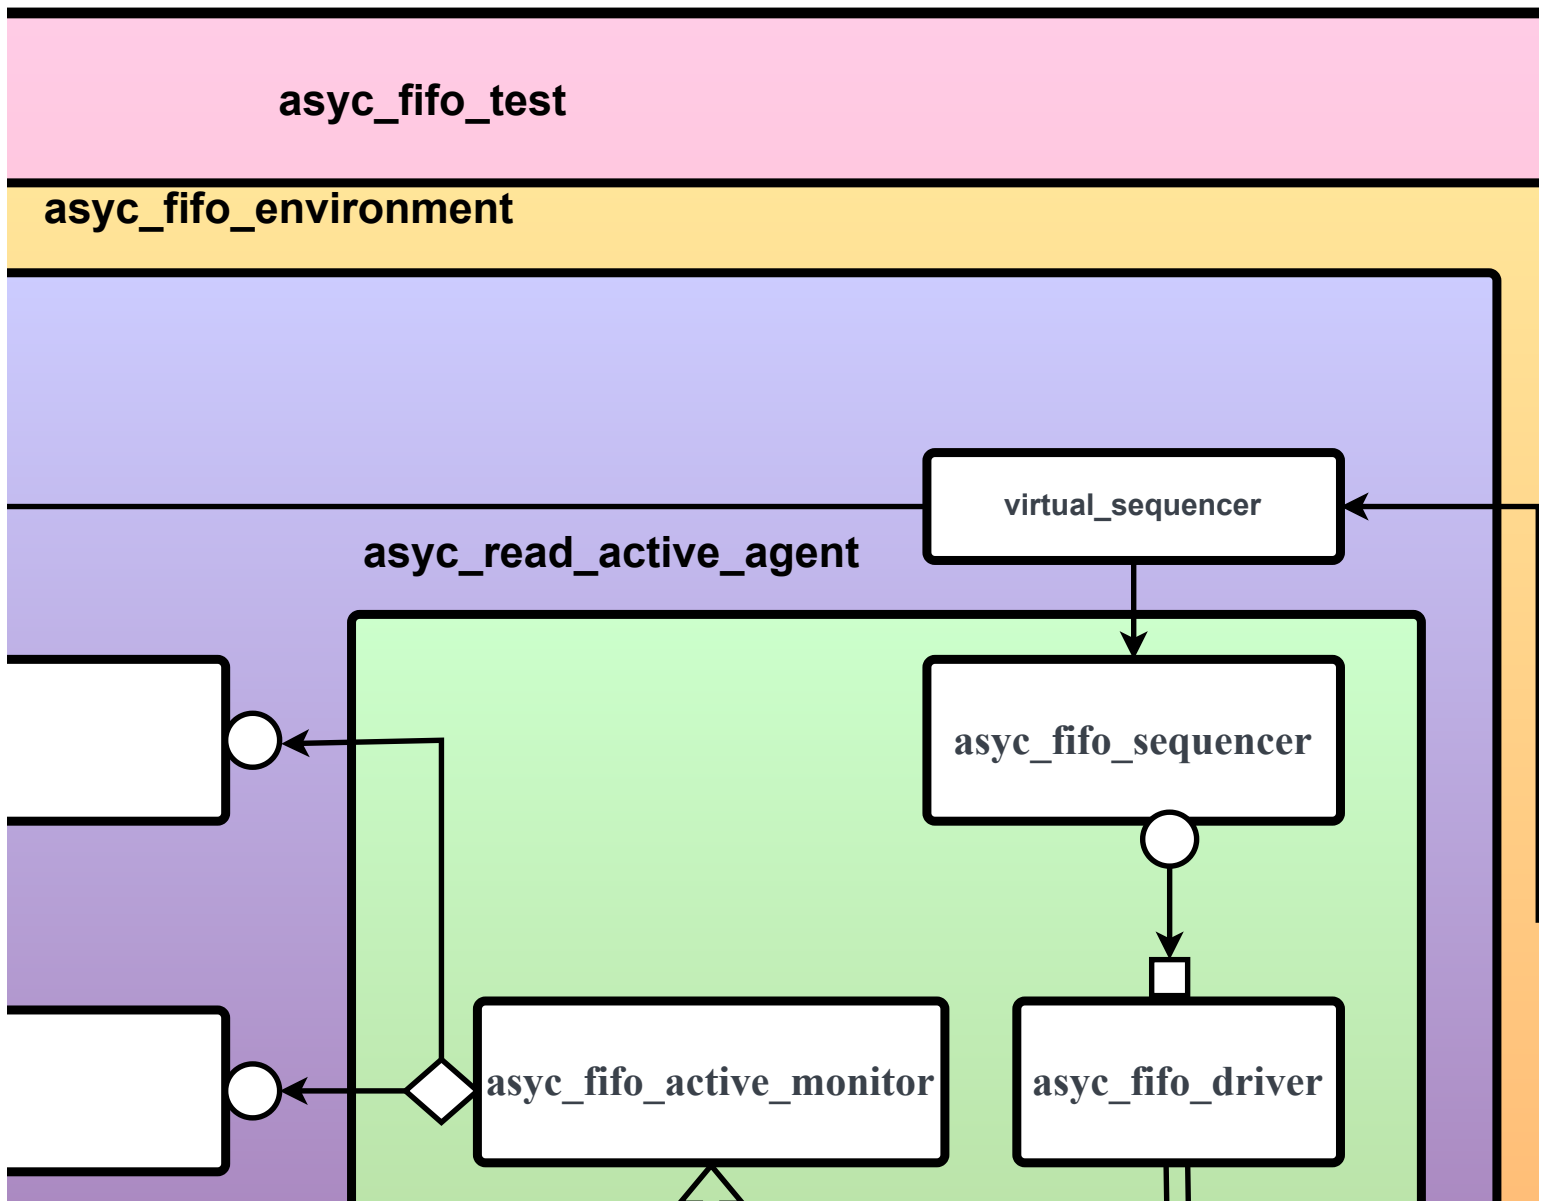 asyc_fifo_test
asyc_fifo_environment
virtual_sequencer
asyc_read_active_agent
asyc_fifo_sequencer
asyc_fifo_active_monitor
asyc_fifo_driver